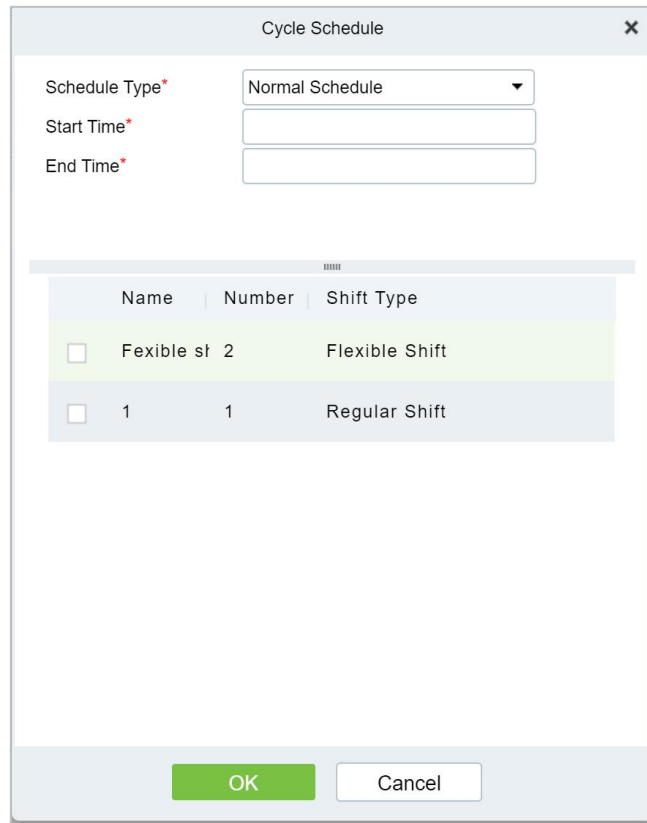 Cycle Schedule
Schedule Type*
Normal Schedule
Start Time*
End Time*
Name Number Shift Type
Fexible sh 2 Flexible Shift
1 1 Regular Shift
OK Cancel